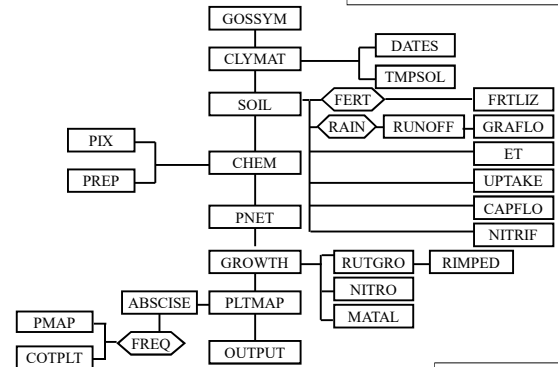 GOSSYM
CLYMAT
DATES
TMPSOL
SOIL
FERT
FRTLIZ
RAIN
RUNOFF
GRAFLO
ET
UPTAKE
CAPFLO
NITRIF
PIX
PREP
CHEM
PNET
GROWTH
RUTGRO
RIMPED
NITRO
MATAL
ABSCISE
PLTMAP
PMAP
FREQ
COTPLT
OUTPUT